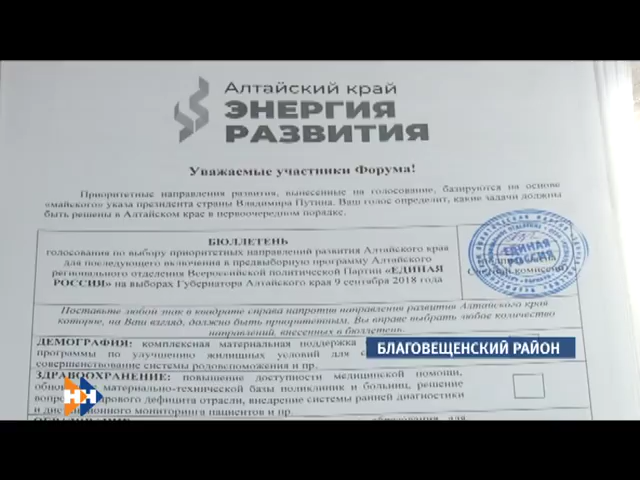 Алтайский край
ЭНЕРГИЯ
РАЗВИТИЯ
Уважаемые участники Форума!
Приоритетные направления развития, вынесенные на голосование, базируются на основе
«майского» указа президента страны Владимира Путина. Ваш голос определит, какие задачи должны
быть решены в Алтайском крае в первоочередном порядке.
БЮЛЛЕТЕНЬ
голосования по выбору приоритетных направлений развития Алтайского края
для последующего включения в предвыборную программу Алтайского
регионального отделения Всероссийской политической Партии «ЕДИНАЯ
РОССИЯ» на выборах Губернатора Алтайского края 9 сентября 2018 года
ЕДИНАЯ
РОССИЯ
Счетной комиссии
Поставьте любой знак в квадрате справа напротив направления развития Алтайского края
которые, на Ваш взгляд, должно быть приоритетным. Вы вправе выбрать любое количество
направлений, внесенных в бюллетень.
ДЕМОГРАФИЯ: комплексная материальная поддержка
программы по улучшению жилищных условий для
совершенствование системы родовспоможения и пр.
БЛАГОВЕЩЕНСКИЙ РАЙОН
ЗДРАВООХРАНЕНИЕ: повышение доступности медицинской помощи,
материально-технической базы поликлиник и больниц, решение
дефицита отрасли, внедрение системы ранней диагностики
и мониторинга пациентов и пр.
НН